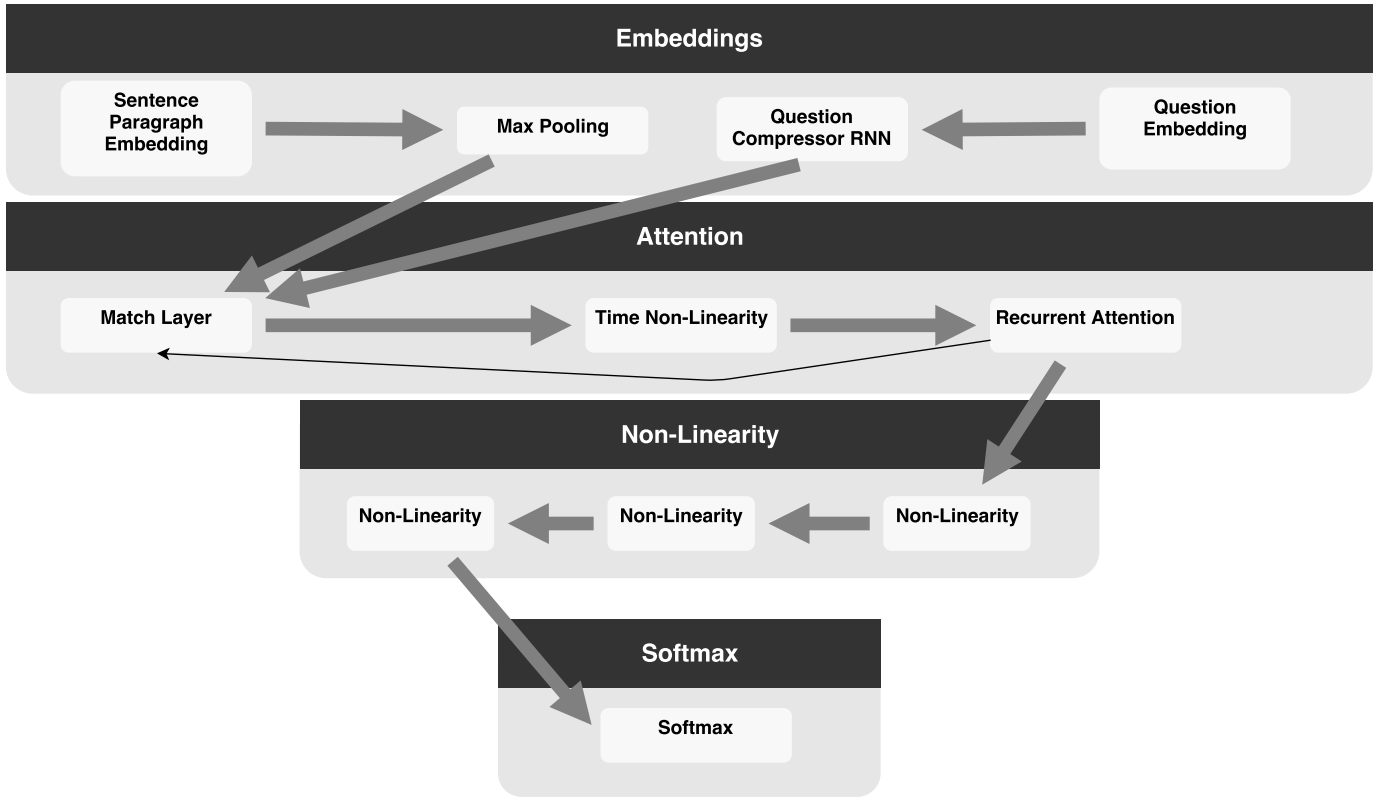 Embeddings
Sentence
Paragraph
Embedding
Max Pooling
Question
Compressor RNN
Question
Embedding
Attention
Match Layer
Time Non-Linearity
Recurrent Attention
Non-Linearity
Non-Linearity
Non-Linearity
Non-Linearity
Softmax
Softmax